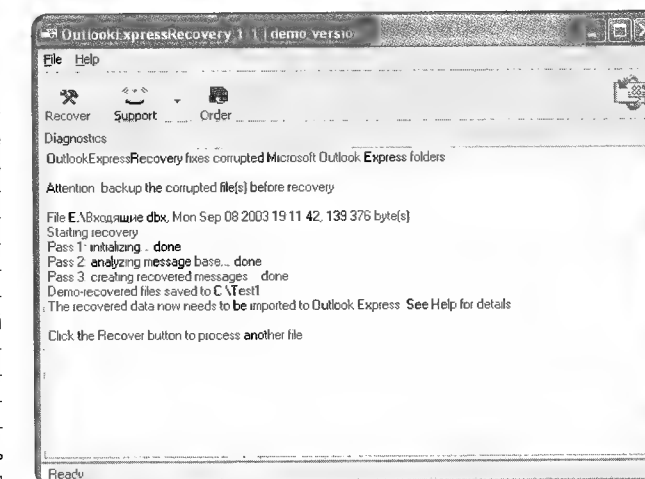 OutlookExpressRecovery 1 1 | demo versio
File Help
Recover Support Order
Diagnostics
OutlookExpressRecovery fixes corrupted Microsoft Outlook Express folders
Attention backup the corrupted file(s) before recovery
File E.\Входящие dbx, Mon Sep 08 2003 19 11 42, 139 376 byte(s)
Starting recovery
Pass 1 initializing... done
Pass 2 analyzing message base... done
Pass 3 creating recovered messages done
Demo-recovered files saved to C \Test1
The recovered data now needs to be imported to Outlook Express See Help for details
Click the Recover button to process another file
Ready